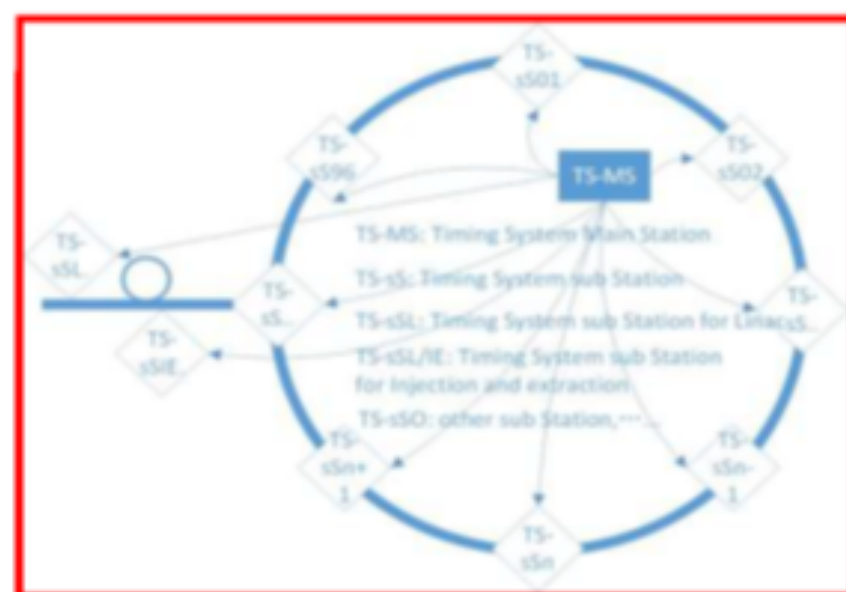 TS-
sS01
TS-
sS96
TS-MS
TS-
sS02
TS-
sSL
TS-MS: Timing System Main Station
TS-sS: Timing System sub Station
TS-
sS...
TS-
sS...
TS-sSL: Timing System sub Station for Linac
TS-
sSIE
TS-sSL/IE: Timing System sub Station
for Injection and extraction
TS-sSO: other sub Station,⋯...
TS-
sSn+
1
TS-
sSn-
1
TS-
sSn